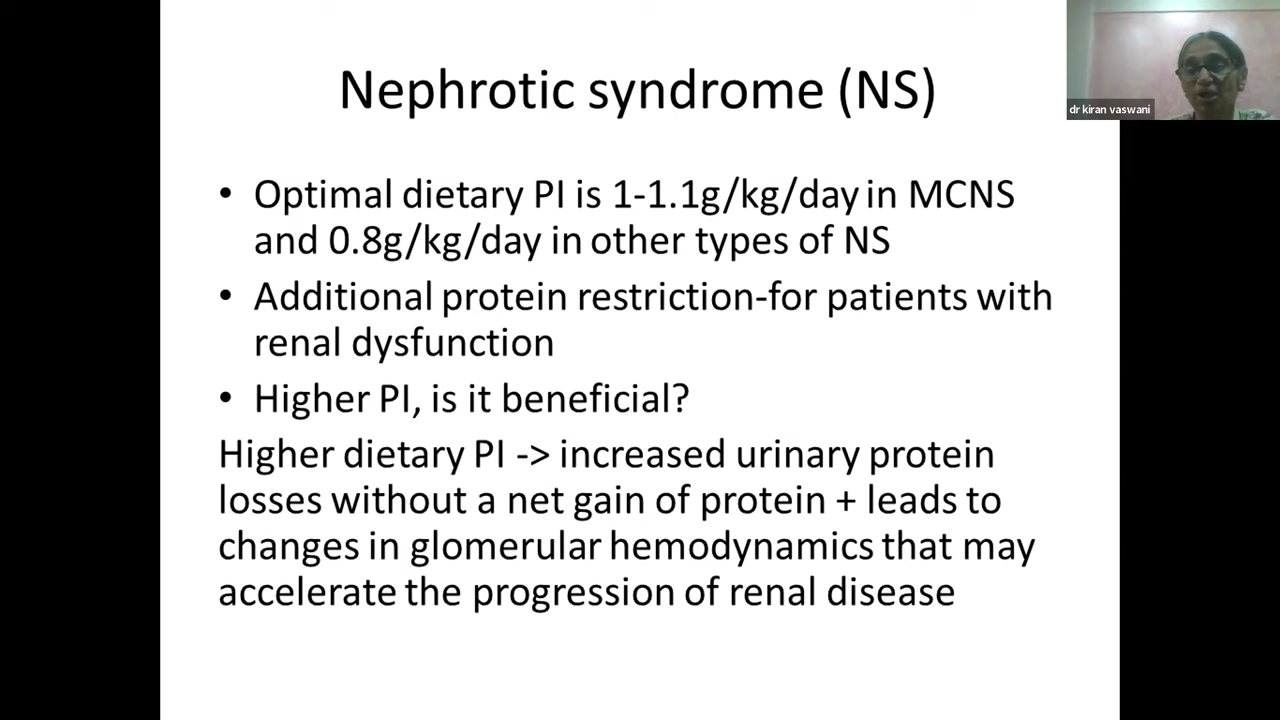 Nephrotic syndrome (NS)
dr kiran vaswani
• Optimal dietary PI is 1-1.1g/kg/day in MCNS
and 0.8g/kg/day in other types of NS
• Additional protein restriction-for patients with
renal dysfunction
• Higher PI, is it beneficial?
Higher dietary PI -> increased urinary protein
losses without a net gain of protein + leads to
changes in glomerular hemodynamics that may
accelerate the progression of renal disease